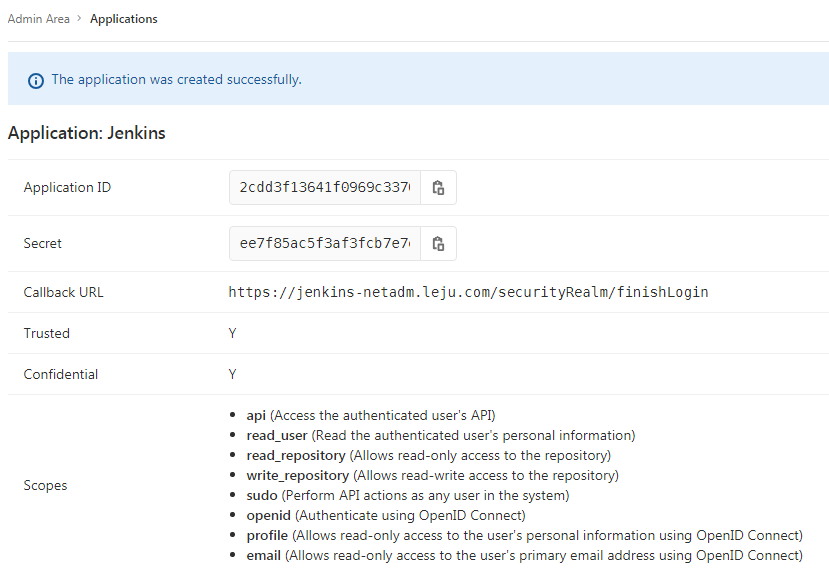 Admin Area > Applications
The application was created successfully.
Application: Jenkins
Application ID 2cdd3f13641f0969c337
Secret ee7f85ac5f3af3fcb7e7
Callback URL https://jenkins-netadm.leju.com/securityRealm/finishLogin
Trusted Y
Confidential Y
Scopes
• api (Access the authenticated user's API)
• read_user (Read the authenticated user's personal information)
• read_repository (Allows read-only access to the repository)
• write_repository (Allows read-write access to the repository)
• sudo (Perform API actions as any user in the system)
• openid (Authenticate using OpenID Connect)
• profile (Allows read-only access to the user's personal information using OpenID Connect)
• email (Allows read-only access to the user's primary email address using OpenID Connect)